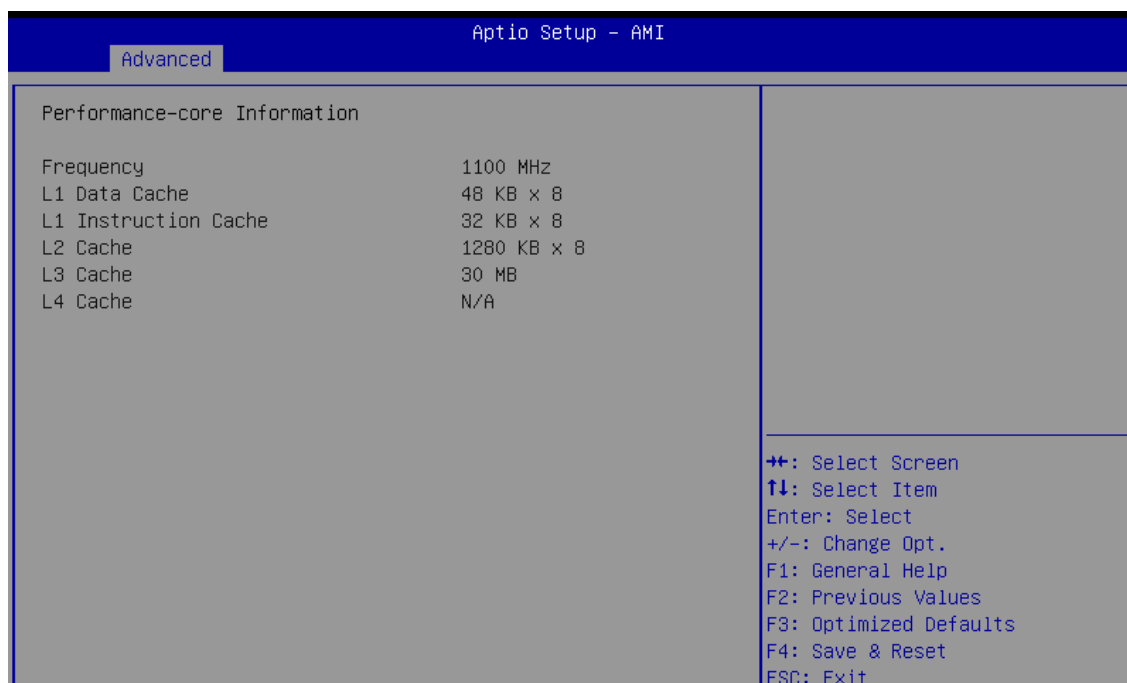 Aptio Setup – AMI
Advanced
Performance-core Information
Frequency 1100 MHz
L1 Data Cache 48 KB x 8
L1 Instruction Cache 32 KB x 8
L2 Cache 1280 KB x 8
L3 Cache 30 MB
L4 Cache N/A
→←: Select Screen
↑↓: Select Item
Enter: Select
+/-: Change Opt.
F1: General Help
F2: Previous Values
F3: Optimized Defaults
F4: Save & Reset
ESC: Exit